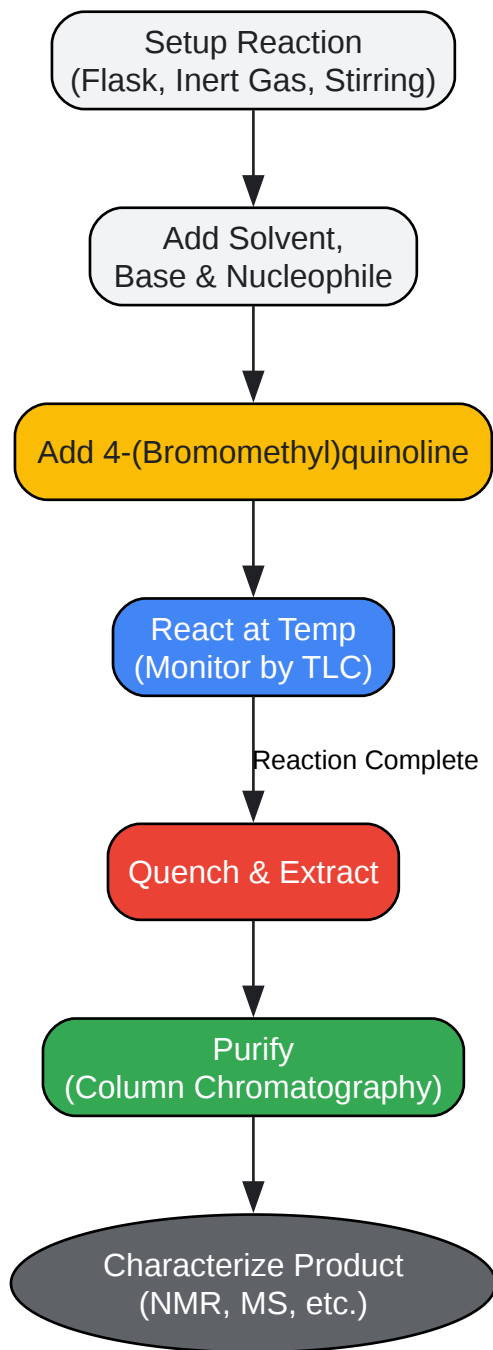 Setup Reaction
(Flask, Inert Gas, Stirring)
Add Solvent,
Base & Nucleophile
Add 4-(Bromomethyl)quinoline
React at Temp
(Monitor by TLC)
Reaction Complete
Quench & Extract
Purify
(Column Chromatography)
Characterize Product
(NMR, MS, etc.)